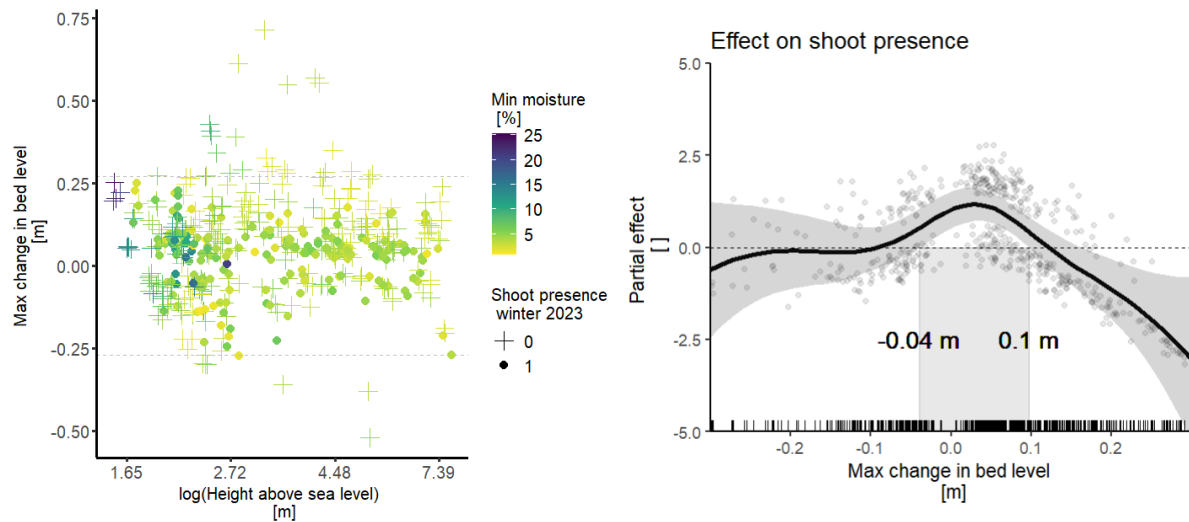 0.75
0.50
0.25
0.00
-0.25
-0.50
Max change in bed level
[m]
1.65
2.72
4.48
7.39
log(Height above sea level)
[m]
Min moisture
[%]
25
20
15
10
5
Shoot presence
winter 2023
0
1
Effect on shoot presence
5.0
2.5
0.0
-2.5
-5.0
Partial effect
[ ]
-0.04 m
0.1 m
-0.2
-0.1
0.0
0.1
0.2
Max change in bed level
[m]